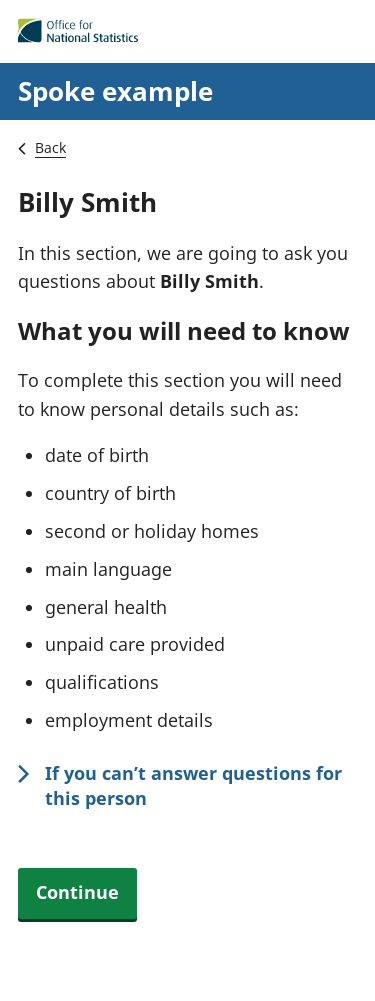 Office for
National Statistics
Spoke example
Back
Billy Smith
In this section, we are going to ask you
questions about Billy Smith.
What you will need to know
To complete this section you will need
to know personal details such as:
date of birth
country of birth
second or holiday homes
main language
general health
unpaid care provided
qualifications
employment details
If you can’t answer questions for
this person
Continue